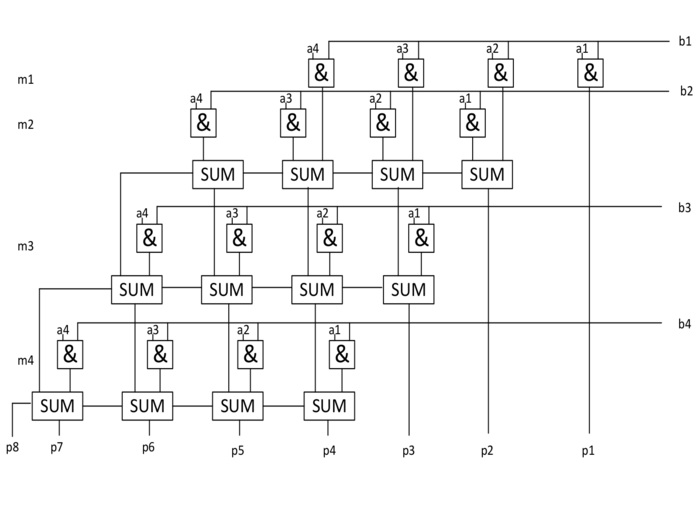 a4 a3 a2 a1 b1
m1 & & & &
a4 a3 a2 a1 b2
m2 & & & &
SUM SUM SUM SUM
a4 a3 a2 a1 b3
m3 & & & &
SUM SUM SUM SUM
a4 a3 a2 a1 b4
m4 & & & &
SUM SUM SUM SUM
p8 p7 p6 p5 p4 p3 p2 p1